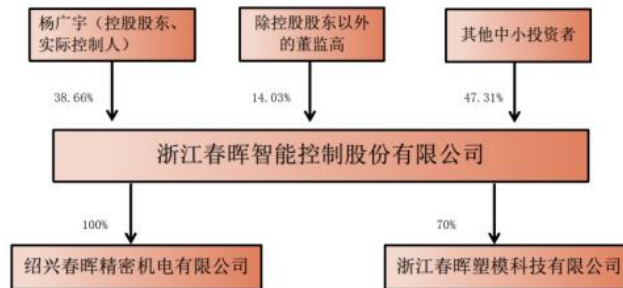 杨广宇（控股股东、
实际控制人）
除控股股东以外
的董监高
其他中小投资者
38.66%
14.03%
47.31%
浙江春晖智能控制股份有限公司
100%
70%
绍兴春晖精密机电有限公司
浙江春晖塑模科技有限公司